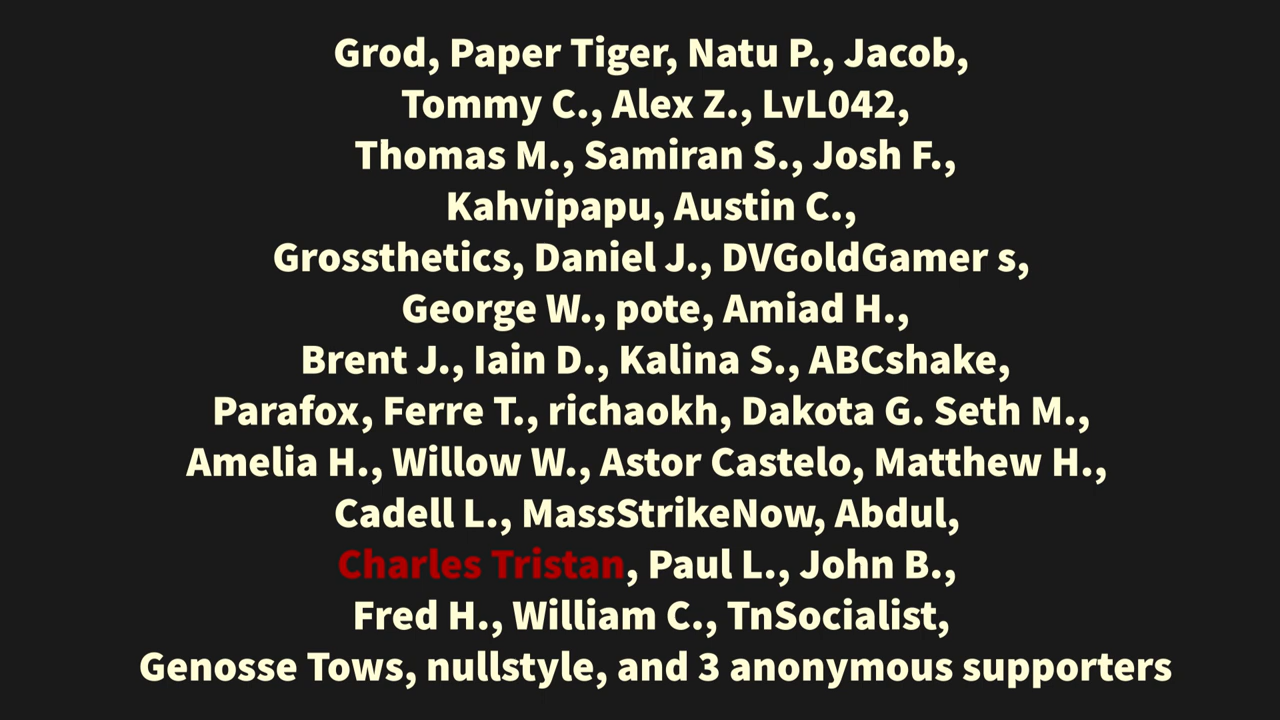 Grod, Paper Tiger, Natu P., Jacob,
Tommy C., Alex Z., LvL042,
Thomas M., Samiran S., Josh F.,
Kahvipapu, Austin C.,
Grossthetics, Daniel J., DVGoldGamer s,
George W., pote, Amiad H.,
Brent J., Iain D., Kalina S., ABCshake,
Parafox, Ferre T., richaokh, Dakota G. Seth M.,
Amelia H., Willow W., Astor Castelo, Matthew H.,
Cadell L., MassStrikeNow, Abdul,
Charles Tristan, Paul L., John B.,
Fred H., William C., TnSocialist,
Genosse Tows, nullstyle, and 3 anonymous supporters